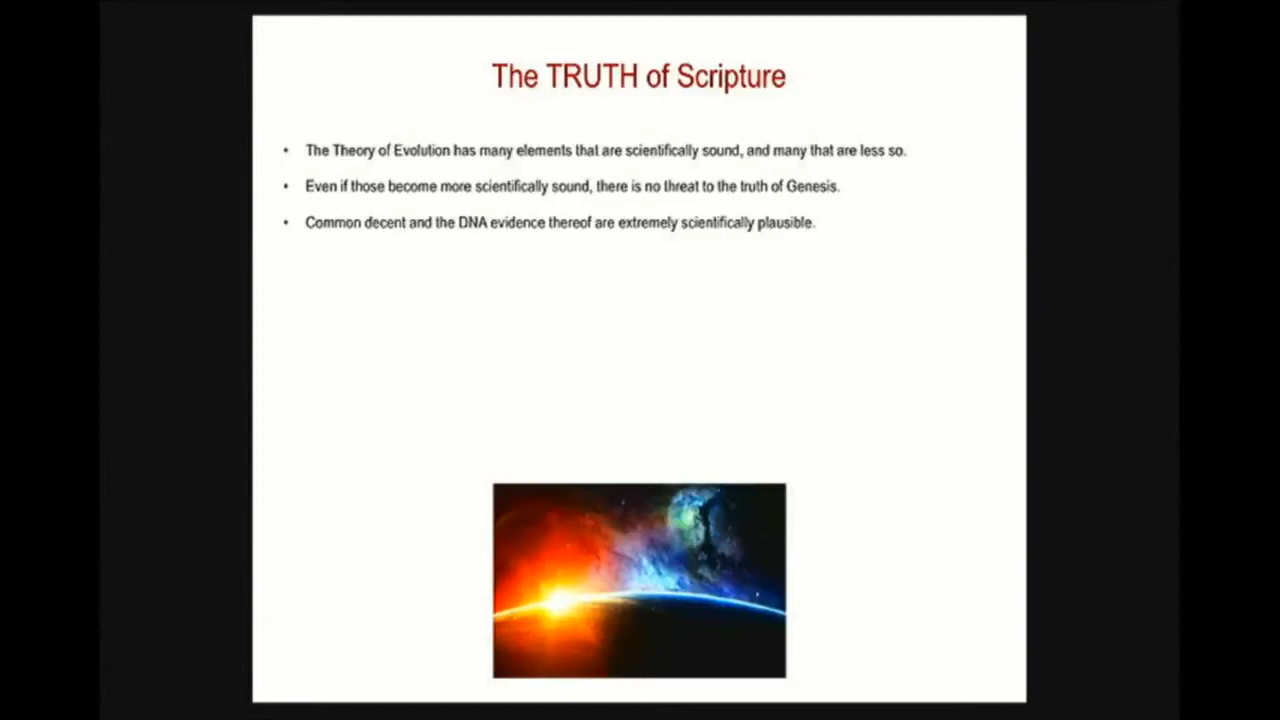 The TRUTH of Scripture
• The Theory of Evolution has many elements that are scientifically sound, and many that are less so.
• Even if those become more scientifically sound, there is no threat to the truth of Genesis.
• Common decent and the DNA evidence thereof are extremely scientifically plausible.